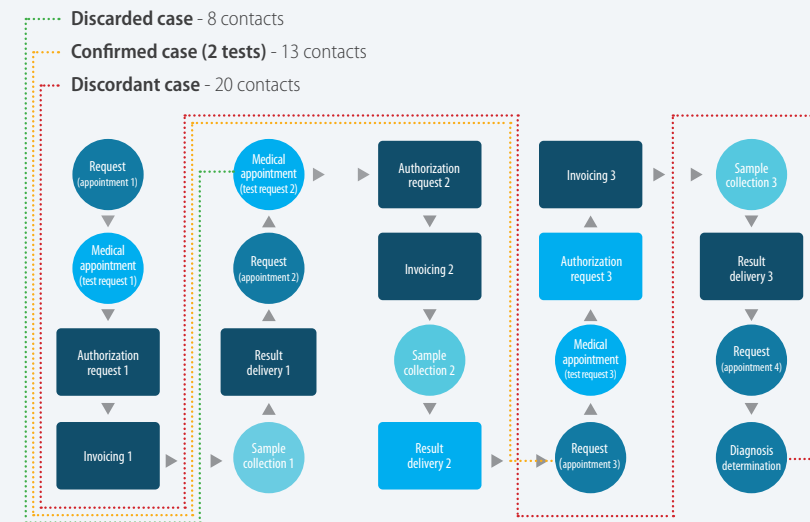 Discarded case - 8 contacts
Confirmed case (2 tests) - 13 contacts
Discordant case - 20 contacts
Request
(appointment 1)
Medical
appointment
(test request 1)
Authorization
request 1
Invoicing 1
Sample
collection 1
Result
delivery 1
Request
(appointment 2)
Medical
appointment
(test request 2)
Authorization
request 2
Invoicing 2
Sample
collection 2
Result
delivery 2
Request
(appointment 3)
Medical
appointment
(test request 3)
Authorization
request 3
Invoicing 3
Sample
collection 3
Result
delivery 3
Request
(appointment 4)
Diagnosis
determination